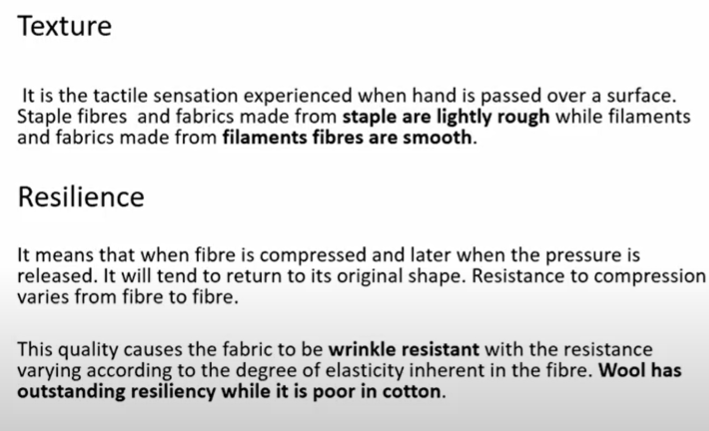 Texture
It is the tactile sensation experienced when hand is passed over a surface.
Staple fibres and fabrics made from staple are lightly rough while filaments
and fabrics made from filaments fibres are smooth.
Resilience
It means that when fibre is compressed and later when the pressure is
released. It will tend to return to its original shape. Resistance to compression
varies from fibre to fibre.
This quality causes the fabric to be wrinkle resistant with the resistance
varying according to the degree of elasticity inherent in the fibre. Wool has
outstanding resiliency while it is poor in cotton.